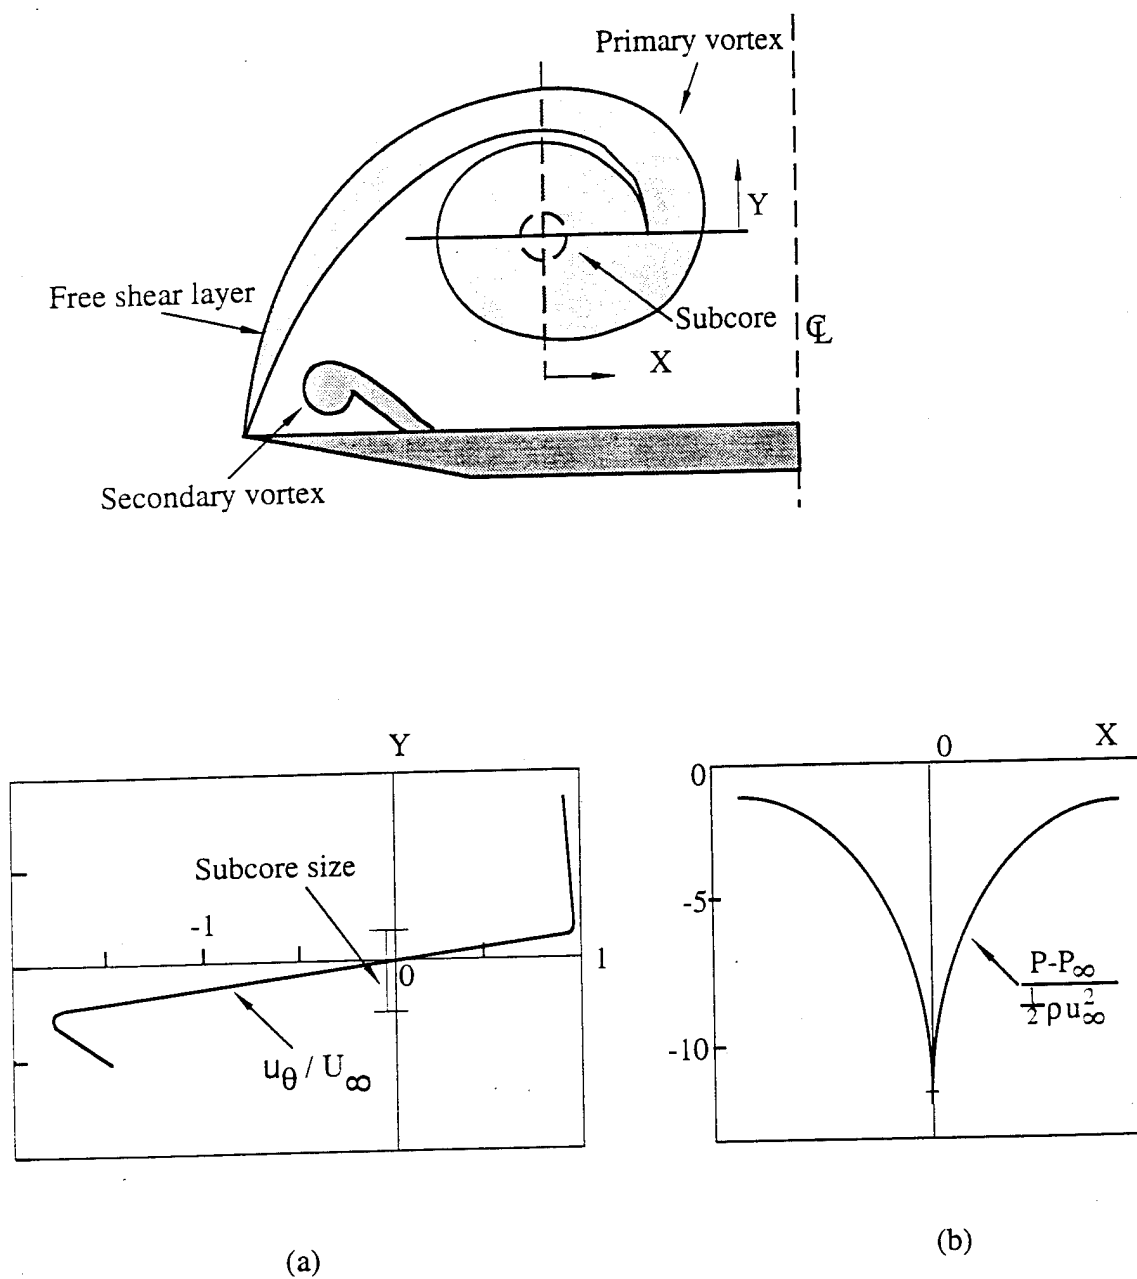 Primary vortex
Y
Free shear layer
Subcore
℄
X
Secondary vortex
Y
Subcore size
-1
0
1
u_θ / U_∞
(a)
0
X
0
-5
-10
P-P_∞
½ρu_∞²
(b)